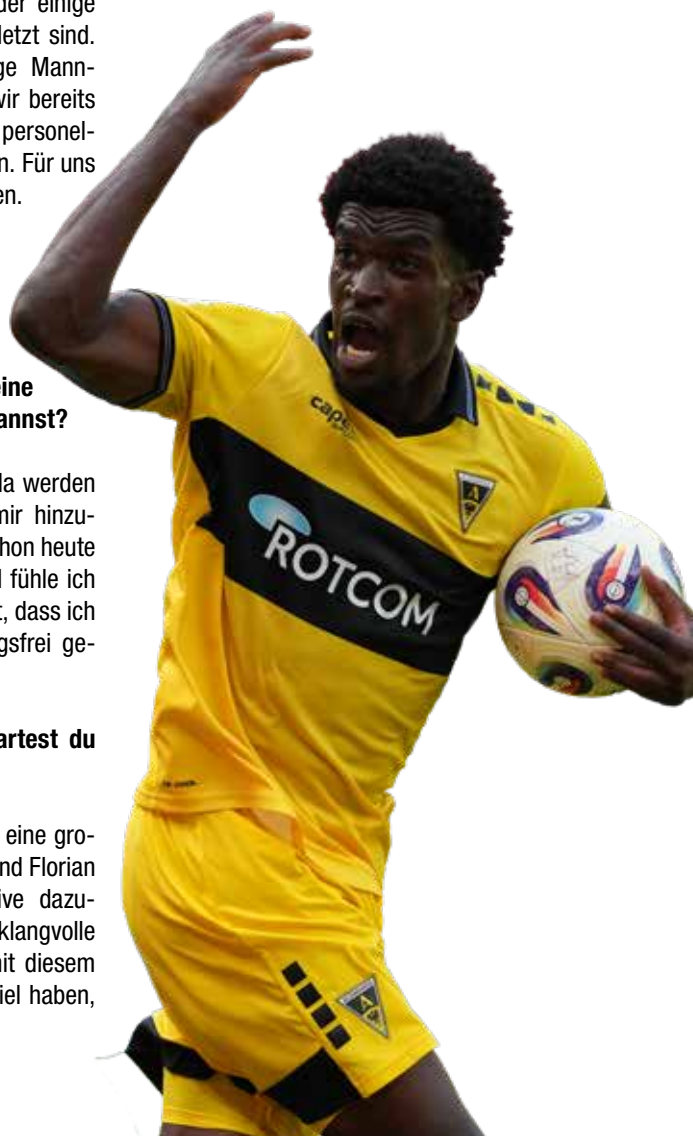 der einige
letzt sind.
ge Mann-
wir bereits
personel-
n. Für uns
en.
eine
annst?
da werden
mir hinzu-
chon heute
d fühle ich
t, dass ich
gsfrei ge-
artest du
eine gro-
nd Florian
ive dazu-
klangvolle
mit diesem
iel haben,
capelli
A
ROTCOM
A